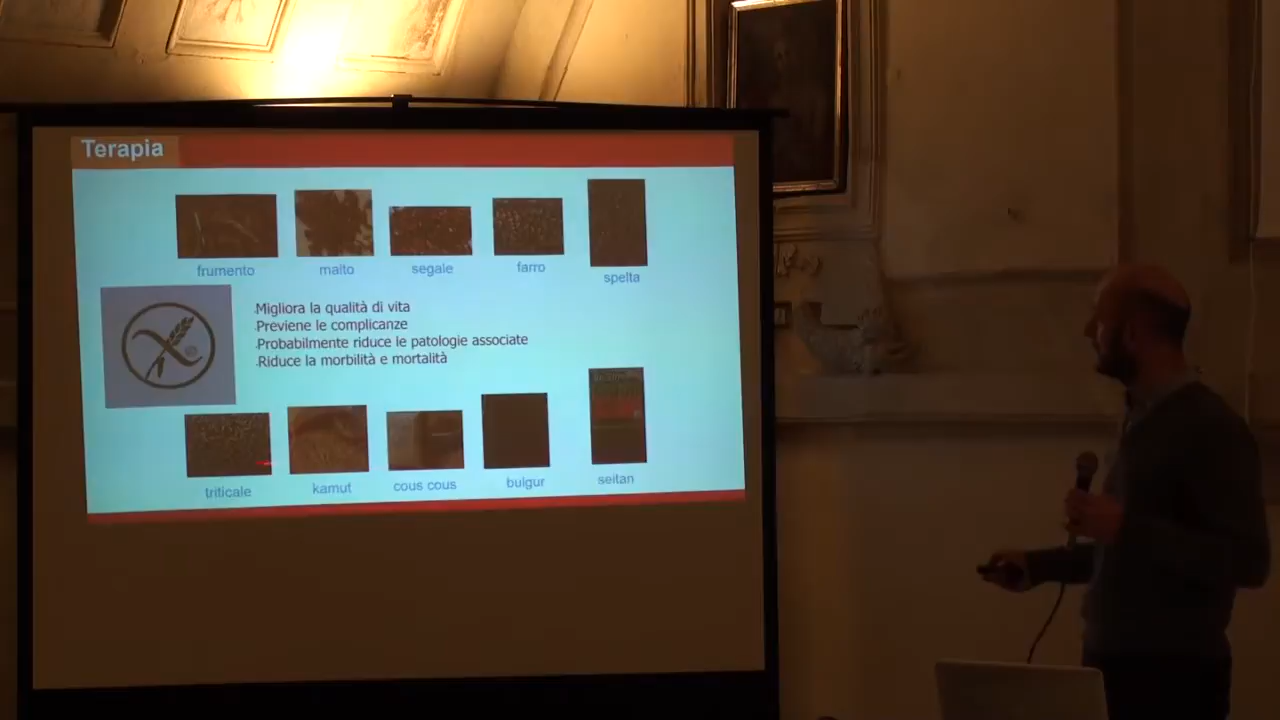 Terapia
frumento malto segale farro spelta
.Migliora la qualità di vita
.Previene le complicanze
.Probabilmente riduce le patologie associate
.Riduce la morbilità e mortalità
triticale kamut cous cous bulgur seitan